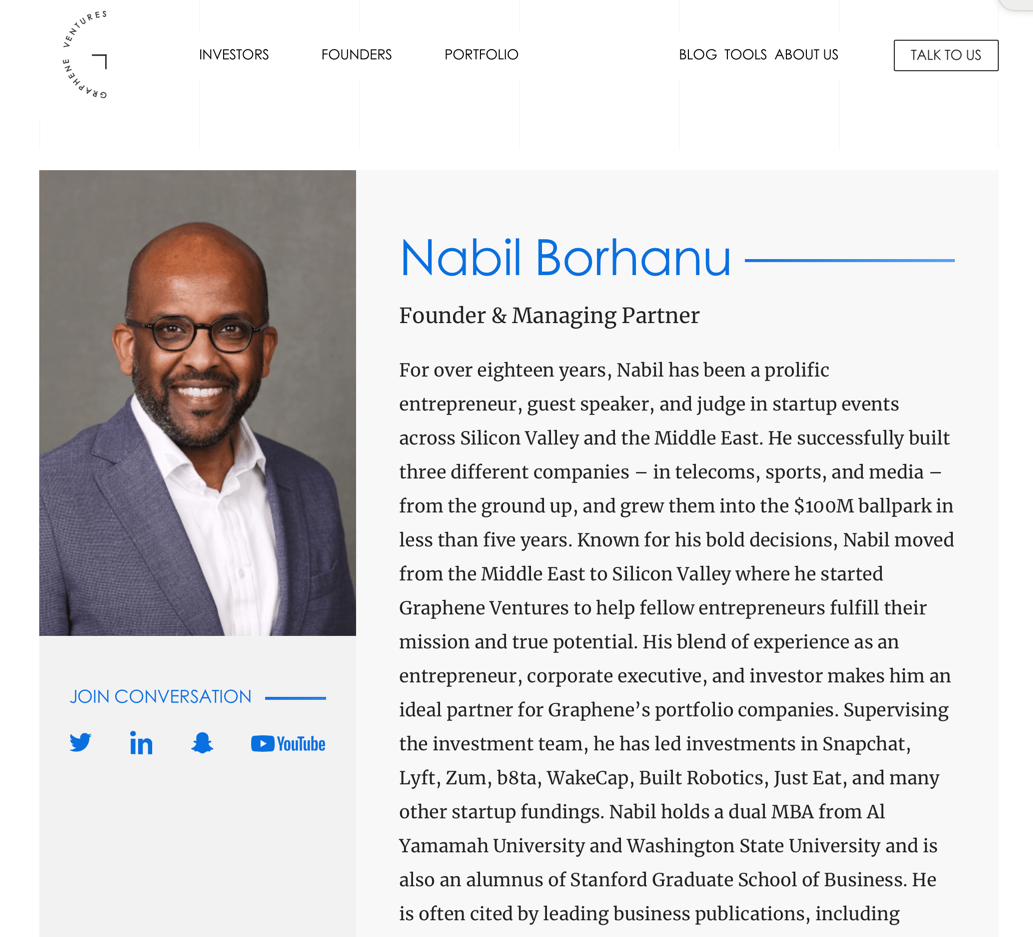 GRAPHENE VENTURES
INVESTORS FOUNDERS PORTFOLIO BLOG TOOLS ABOUT US TALK TO US
Nabil Borhanu
Founder & Managing Partner
For over eighteen years, Nabil has been a prolific
entrepreneur, guest speaker, and judge in startup events
across Silicon Valley and the Middle East. He successfully built
three different companies – in telecoms, sports, and media –
from the ground up, and grew them into the $100M ballpark in
less than five years. Known for his bold decisions, Nabil moved
from the Middle East to Silicon Valley where he started
Graphene Ventures to help fellow entrepreneurs fulfill their
mission and true potential. His blend of experience as an
entrepreneur, corporate executive, and investor makes him an
ideal partner for Graphene’s portfolio companies. Supervising
the investment team, he has led investments in Snapchat,
Lyft, Zum, b8ta, WakeCap, Built Robotics, Just Eat, and many
other startup fundings. Nabil holds a dual MBA from Al
Yamamah University and Washington State University and is
also an alumnus of Stanford Graduate School of Business. He
is often cited by leading business publications, including
JOIN CONVERSATION
in YouTube